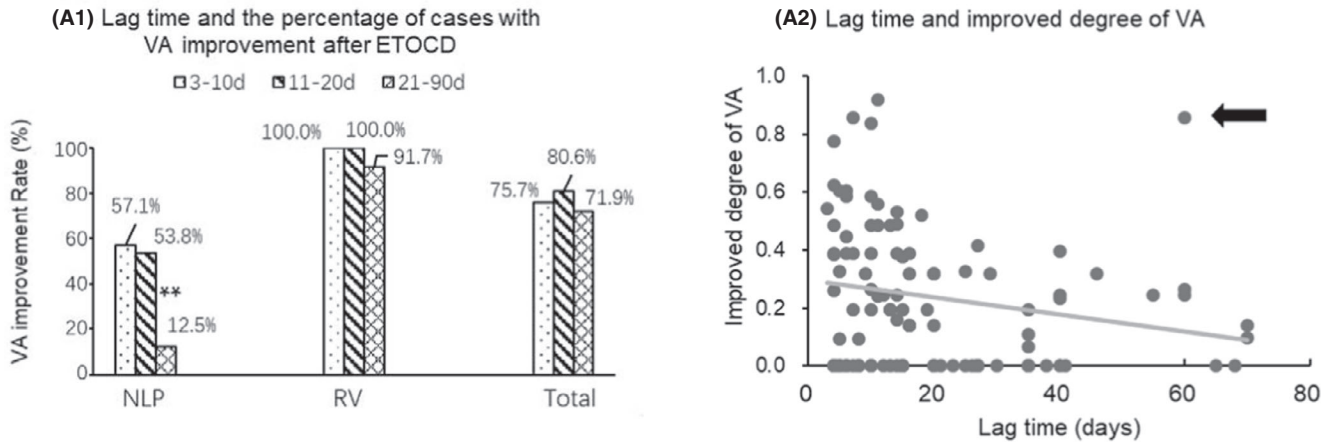 (A1) Lag time and the percentage of cases with
VA improvement after ETOCD
3-10d 11-20d 21-90d
VA improvement Rate (%)
100
80
60
40
20
0
57.1%
53.8%
**
12.5%
100.0% 100.0%
91.7%
75.7%
80.6%
71.9%
NLP RV Total
(A2) Lag time and improved degree of VA
Improved degree of VA
1.0
0.8
0.6
0.4
0.2
0.0
0 20 40 60 80
Lag time (days)